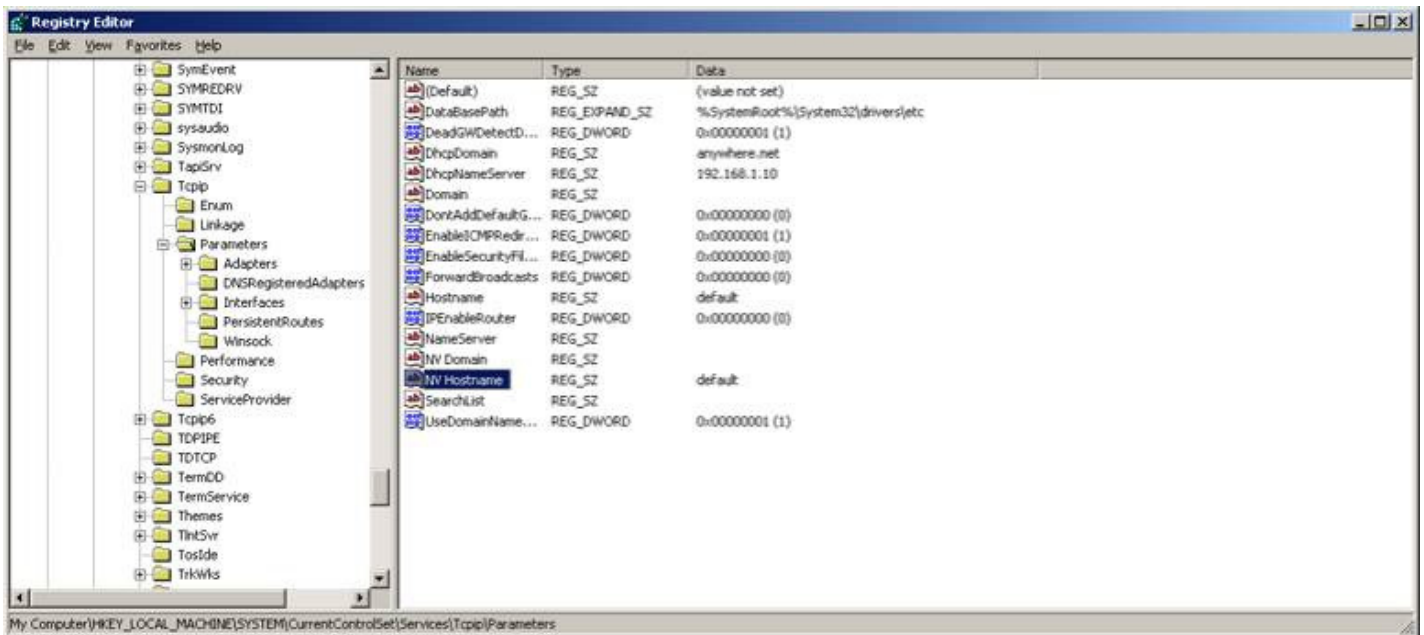 Registry Editor
File Edit View Favorites Help
SymEvent
SYMREDRV
SYMTDI
sysaudio
SysmonLog
TapiSrv
Tcpip
Enum
Linkage
Parameters
Adapters
DNSRegisteredAdapters
Interfaces
PersistentRoutes
Winsock
Performance
Security
ServiceProvider
Tcpip6
TDPIPE
TDTCP
TermDD
TermService
Themes
TlntSvr
TosIde
TrkWks
Name Type Data
(Default) REG_SZ (value not set)
DataBasePath REG_EXPAND_SZ %SystemRoot%\System32\drivers\etc
DeadGWDetectD... REG_DWORD 0x00000001 (1)
DhcpDomain REG_SZ anywhere.net
DhcpNameServer REG_SZ 192.168.1.10
Domain REG_SZ
DontAddDefaultG... REG_DWORD 0x00000000 (0)
EnableICMPRedir... REG_DWORD 0x00000001 (1)
EnableSecurityFil... REG_DWORD 0x00000000 (0)
ForwardBroadcasts REG_DWORD 0x00000000 (0)
Hostname REG_SZ default
IPEnableRouter REG_DWORD 0x00000000 (0)
NameServer REG_SZ
NV Domain REG_SZ
NV Hostname REG_SZ default
SearchList REG_SZ
UseDomainName... REG_DWORD 0x00000001 (1)
My Computer\HKEY_LOCAL_MACHINE\SYSTEM\CurrentControlSet\Services\Tcpip\Parameters